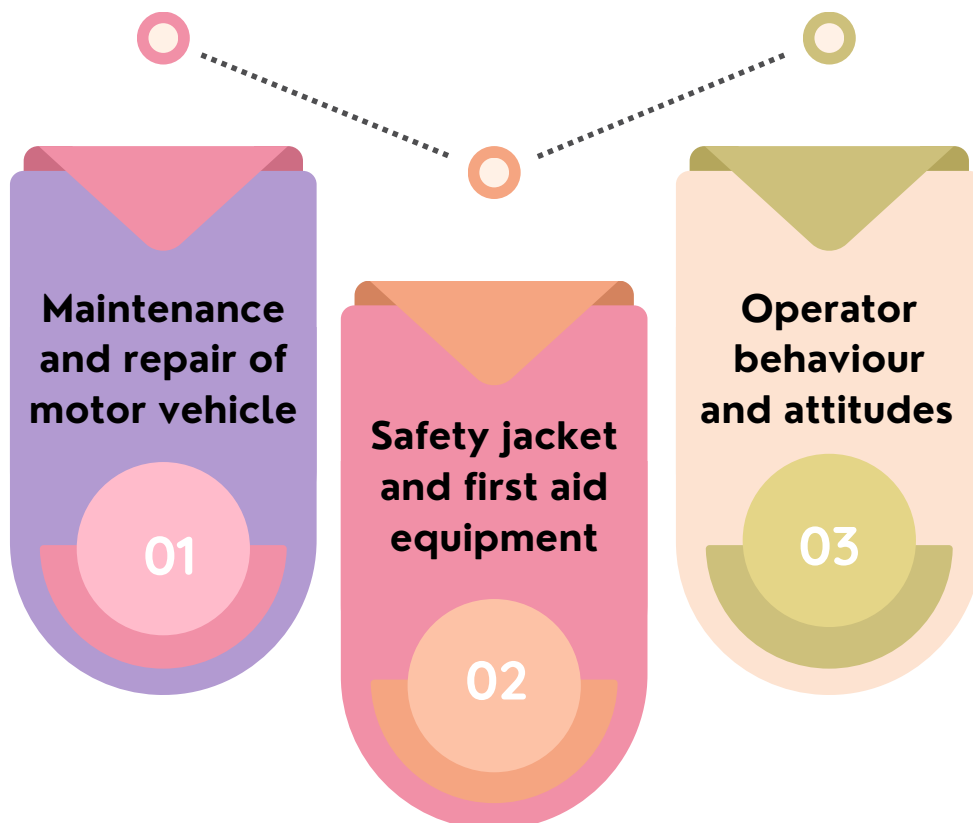 Maintenance
and repair of
motor vehicle
01
Safety jacket
and first aid
equipment
02
Operator
behaviour
and attitudes
03